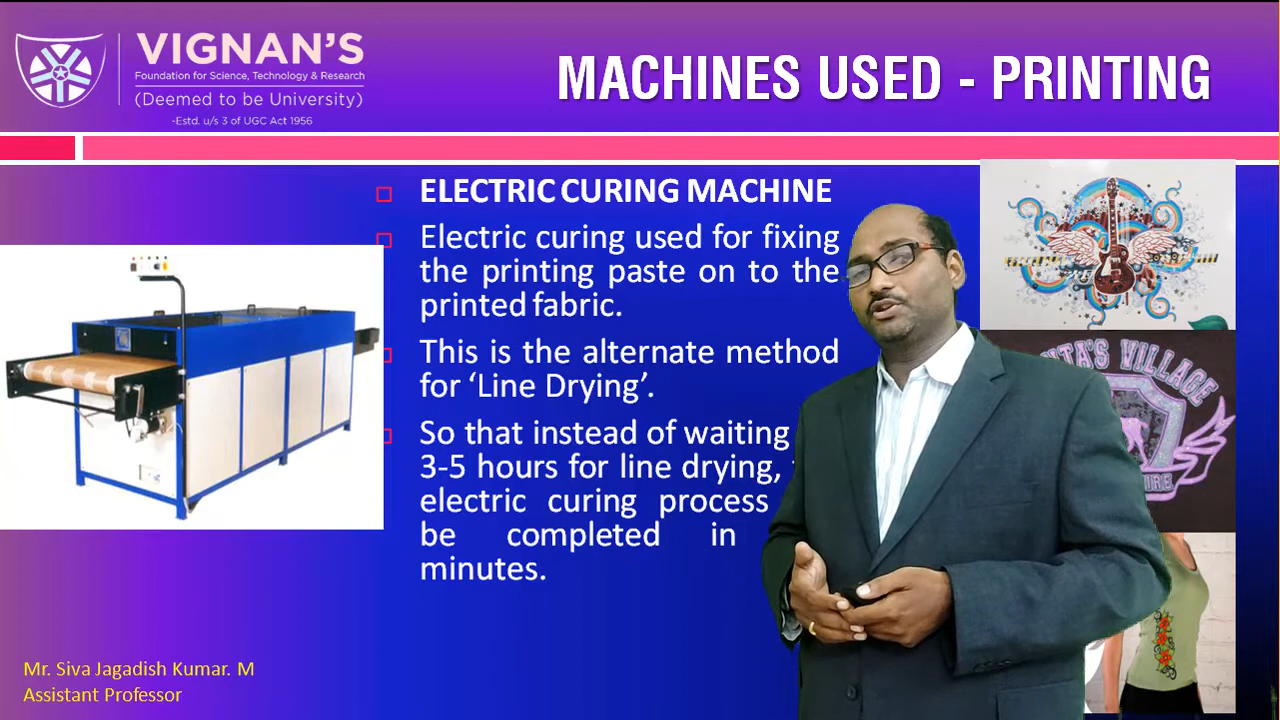 VIGNAN'S
Foundation for Science, Technology & Research
(Deemed to be University)
-Estd. u/s 3 of UGC Act 1956
MACHINES USED - PRINTING
ELECTRIC CURING MACHINE
Electric curing used for fixing
the printing paste on to the
printed fabric.
This is the alternate method
for ‘Line Drying’.
So that instead of waiting
3-5 hours for line drying,
electric curing process
be completed in
minutes.
VILLAGE
Mr. Siva Jagadish Kumar. M
Assistant Professor